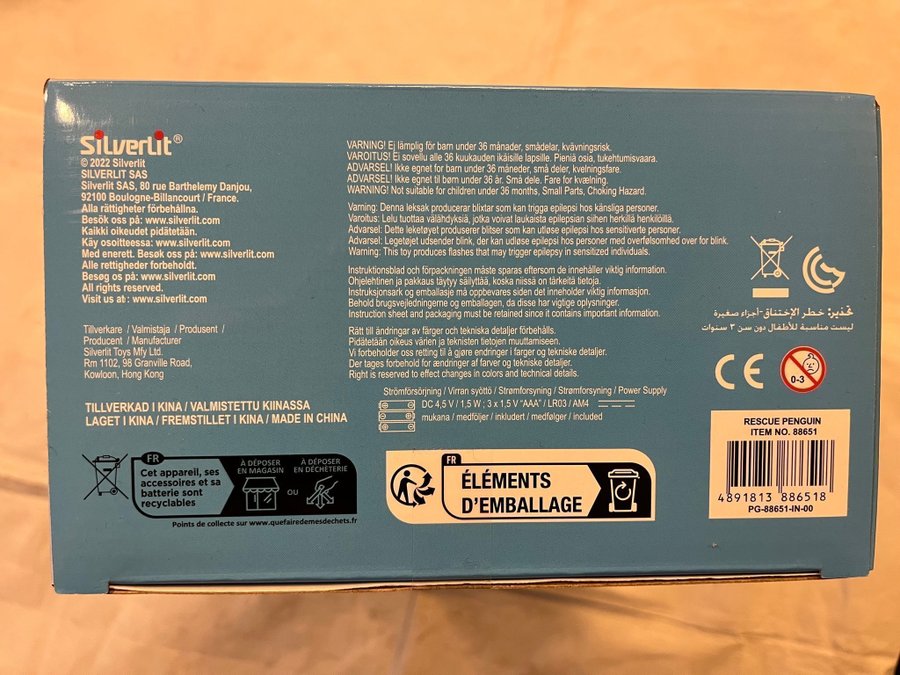 Silverlit®
© 2022 Silverlit
SILVERLIT SAS
Silverlit SAS, 80 rue Barthelemy Danjou,
92100 Boulogne-Billancourt / France.
Alla rättigheter förbehållna.
Besök oss på: www.silverlit.com
Kaikki oikeudet pidätetään.
Käy osoitteessa: www.silverlit.com
Med enerett. Besøk oss på: www.silverlit.com
Alle rettigheder forbeholdt.
Besøg os på: www.silverlit.com
All rights reserved.
Visit us at : www.silverlit.com
Tillverkare / Valmistaja / Produsent /
Producent / Manufacturer
Silverlit Toys Mfy Ltd.
Rm 1102, 98 Granville Road,
Kowloon, Hong Kong
TILLVERKAD I KINA / VALMISTETTU KIINASSA
LAGET I KINA / FREMSTILLET I KINA / MADE IN CHINA
VARNING! Ej lämplig för barn under 36 månader, smådelar, kvävningsrisk.
VAROITUS! Ei sovellu alle 36 kuukauden ikäisille lapsille. Pieniä osia, tukehtumisvaara.
ADVARSEL! Ikke egnet for barn under 36 måneder, små deler, kvelningsfare.
ADVARSEL! Ikke egnet til børn under 36 år. Små dele. Fare for kvælning.
WARNING! Not suitable for children under 36 months, Small Parts, Choking Hazard.
Varning: Denna leksak producerar blixtar som kan trigga epilepsi hos känsliga personer.
Varoitus: Lelu tuottaa välähdyksiä, jotka voivat laukaista epilepsian siihen herkillä henkilöillä.
Advarsel: Dette leketøyet produserer blitser som kan utløse epilepsi hos sensitiverte personer.
Advarsel: Legetøjet udsender blink, der kan udløse epilepsi hos personer med overfølsomhed over for blink.
Warning: This toy produces flashes that may trigger epilepsy in sensitized individuals.
Instruktionsblad och förpackningen måste sparas eftersom de innehåller viktig information.
Ohjelehtinen ja pakkaus täytyy säilyttää, koska niissä on tärkeitä tietoja.
Instruksjonsark og emballasje må oppbevares siden det inneholder viktig informasjon.
Behold brugsvejledningerne og emballagen, da disse har vigtige oplysninger.
Instruction sheet and packaging must be retained since it contains important information.
Rätt till ändringar av färger och tekniska detaljer förbehålls.
Pidätetään oikeus värien ja teknisten tietojen muuttamiseen.
Vi forbeholder oss retting til å gjøre endringer i farger og tekniske detaljer.
Der tages forbehold for ændringer af farver og tekniske detaljer.
Right is reserved to effect changes in colors and technical details.
Strömförsörjning / Virran syöttö / Strømforsyning / Strømforsyning / Power Supply
DC 4,5 V / 1,5 W : 3 x 1,5 V "AAA" / LR03 / AM4
mukana / medföljer / inkludert / medfølger / included
تحذير: خطر الإختناق-أجزاء صغيرة
ليست مناسبة للأطفال دون سن ٣ سنوات
CE
0-3
RESCUE PENGUIN
ITEM NO. 88651
4891813 886518
PG-88651-IN-00
FR
Cet appareil, ses
accessoires et sa
batterie sont
recyclables
À DÉPOSER
EN MAGASIN
OU
À DÉPOSER
EN DÉCHÈTERIE
Points de collecte sur www.quefairedemesdechets.fr
FR
ÉLÉMENTS
D'EMBALLAGE